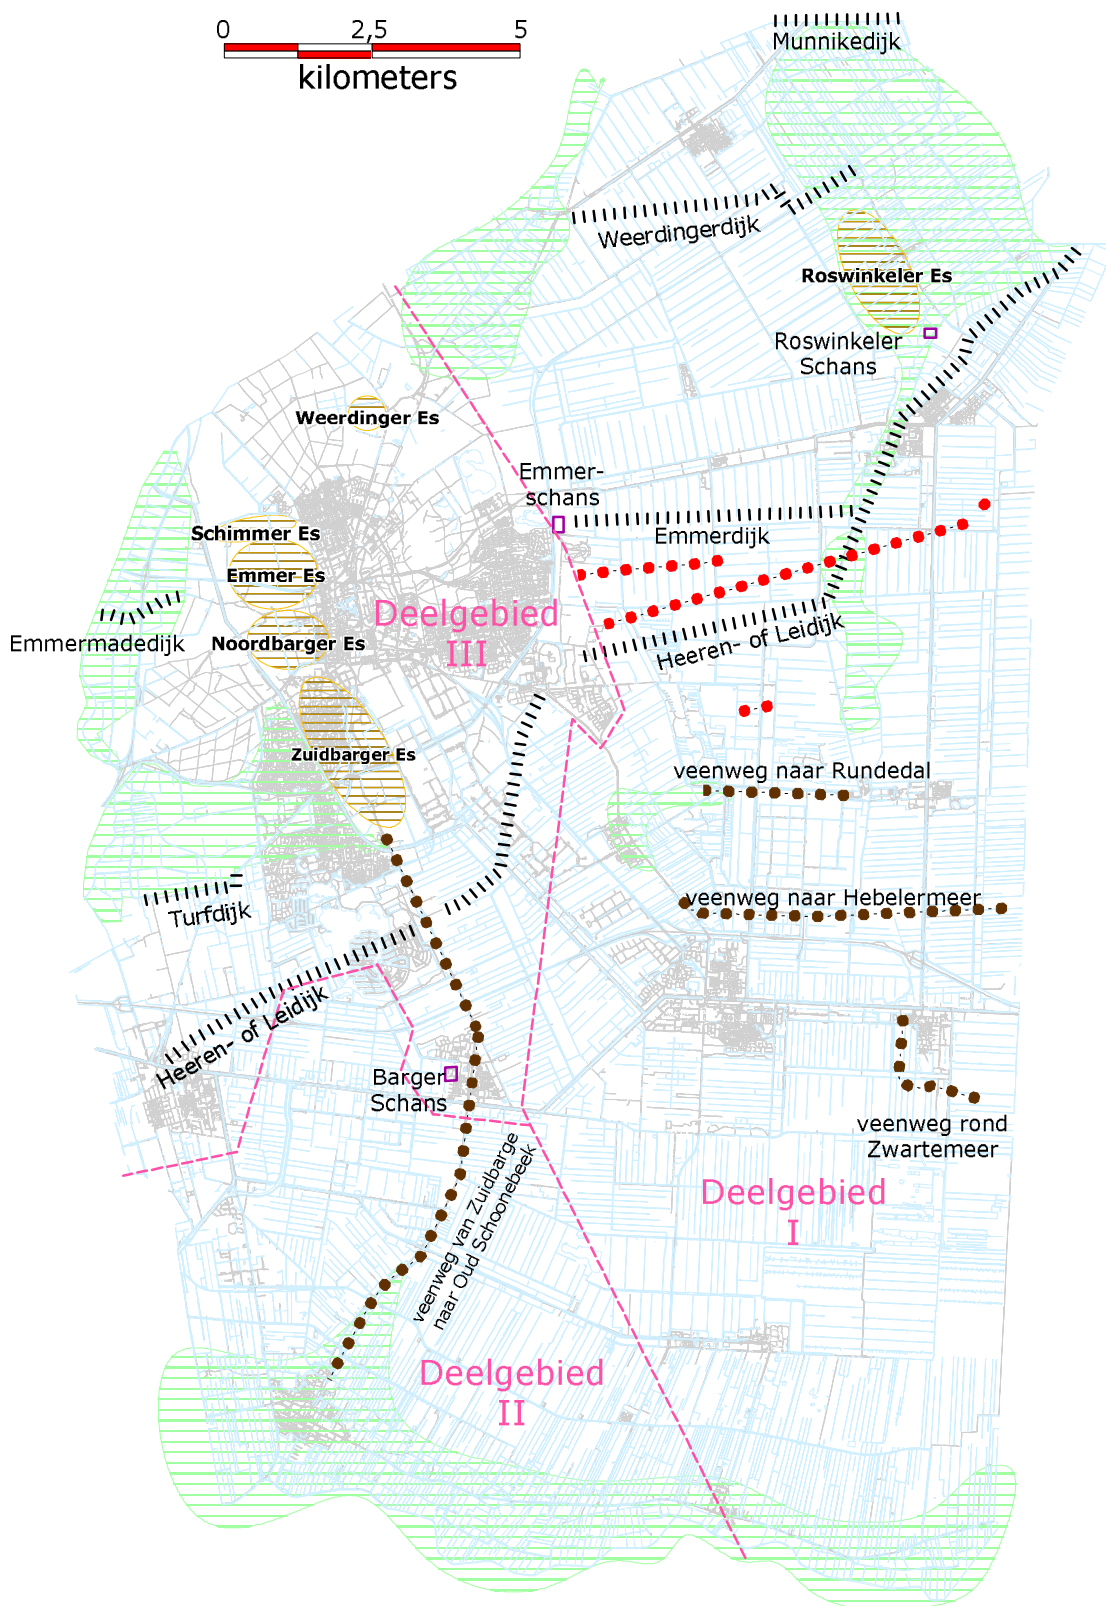 0 2,5 5
kilometers
Munnikedijk
Weerdingerdijk
Roswinkeler Es
Roswinkeler
Schans
Weerdinger Es
Emmer-
schans
Schimmer Es
Emmerdijk
Emmer Es
Deelgebied
III
Emmermadedijk
Noordbarger Es
Heeren- of Leidijk
Zuidbarger Es
veenweg naar Rundedal
veenweg naar Hebelermeer
Turfdijk
Heeren- of Leidijk
Barger
Schans
veenweg rond
Zwartemeer
veenweg van Zuidbarge
naar Oud Schoonebeek
Deelgebied
I
Deelgebied
II